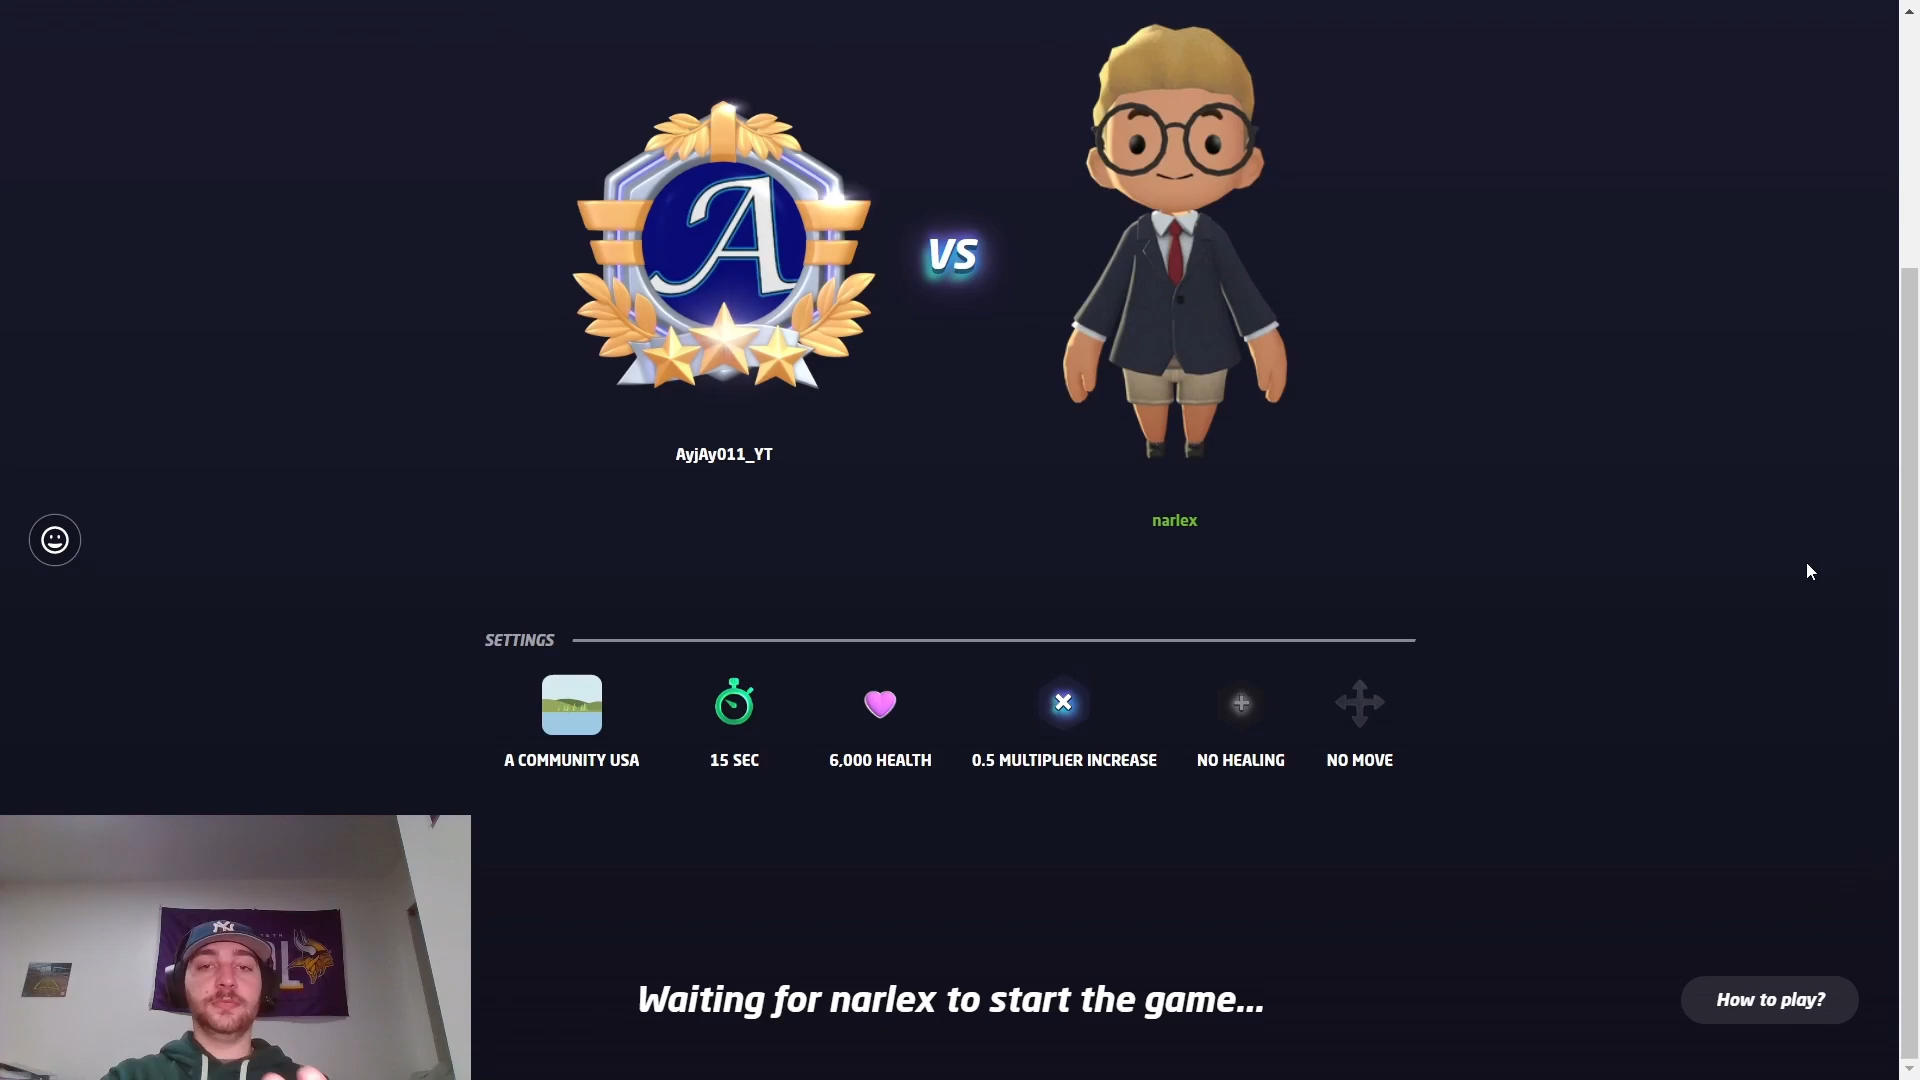 A
VS
AyjAy011_YT
narlex
SETTINGS
A COMMUNITY USA
15 SEC
6,000 HEALTH
0.5 MULTIPLIER INCREASE
NO HEALING
NO MOVE
NY
Waiting for narlex to start the game...
How to play?